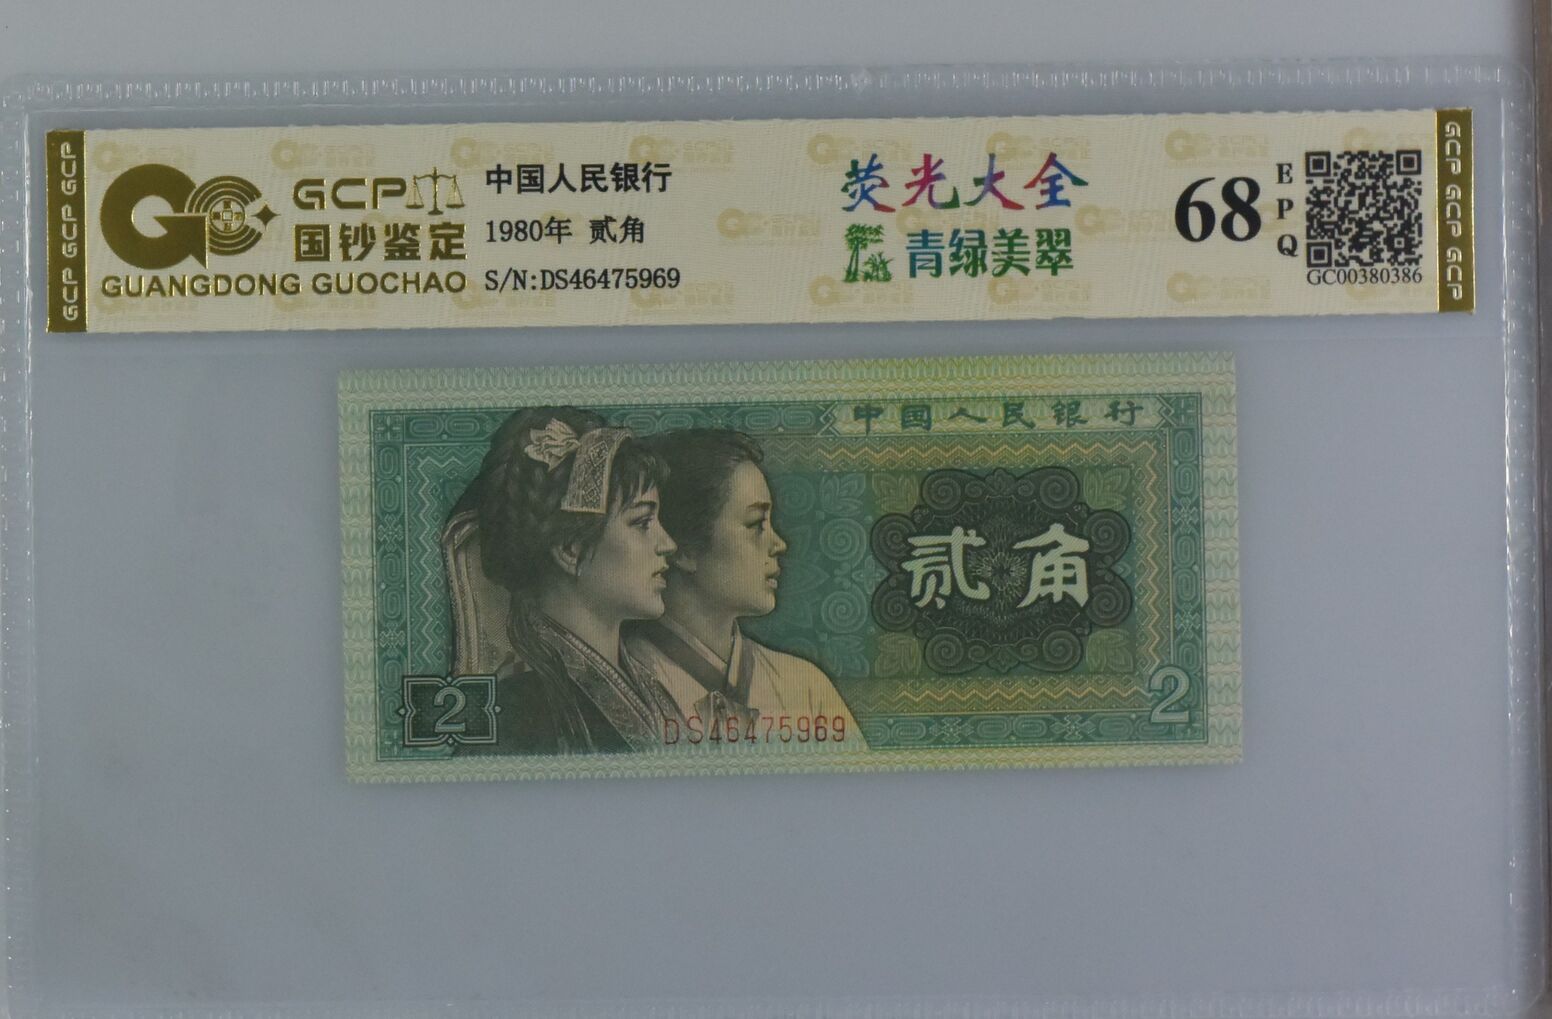 GCP GCP GCP
GCP
国钞鉴定
GUANGDONG GUOCHAO
中国人民银行
1980年 贰角
S/N:DS46475969
荧光大全
青绿美翠
68
EPQ
GC00380386
GCP GCP GCP
中国人民银行
贰角
2
DS46475969
2